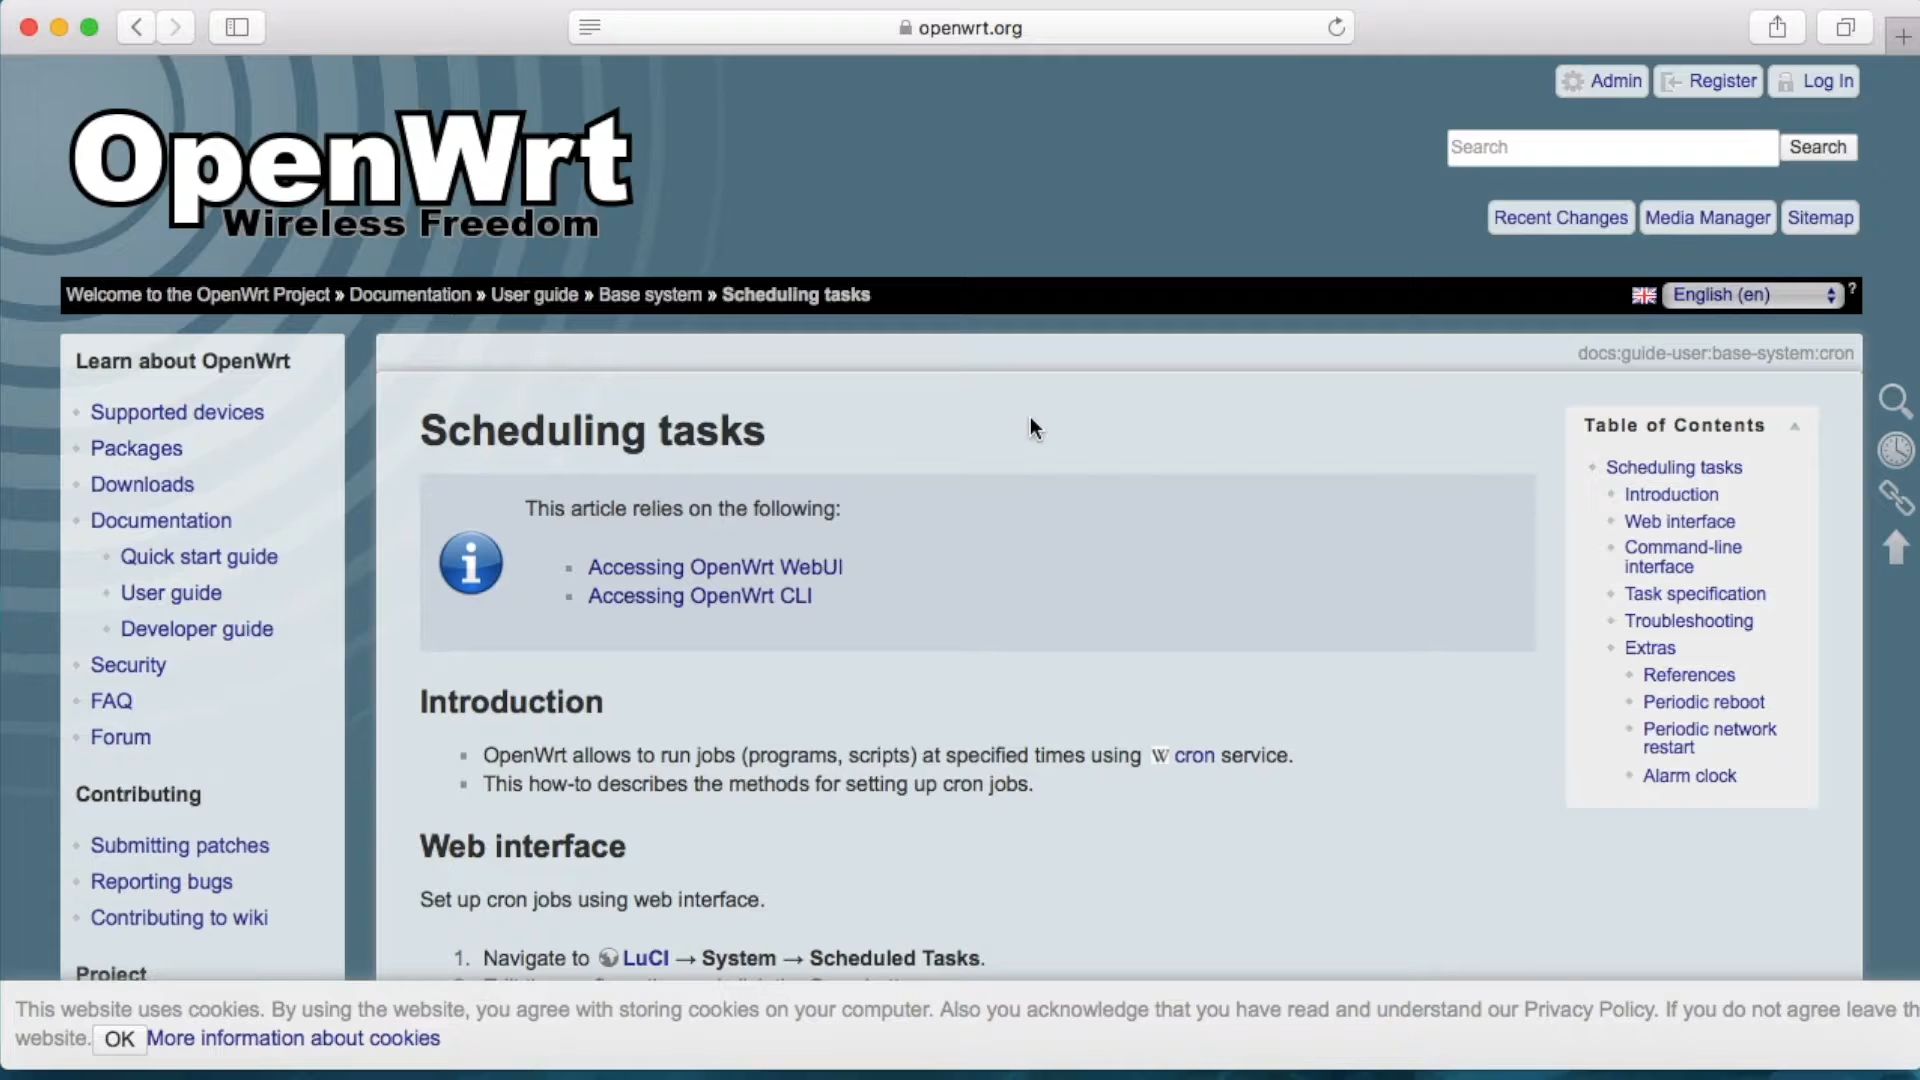 openwrt.org
Admin
Register
Log In
OpenWrt
Wireless Freedom
Search
Search
Recent Changes
Media Manager
Sitemap
Welcome to the OpenWrt Project » Documentation » User guide » Base system » Scheduling tasks
English (en)
?
docs:guide-user:base-system:cron
Learn about OpenWrt
Supported devices
Packages
Downloads
Documentation
Quick start guide
User guide
Developer guide
Security
FAQ
Forum
Contributing
Submitting patches
Reporting bugs
Contributing to wiki
Project
Scheduling tasks
This article relies on the following:
Accessing OpenWrt WebUI
Accessing OpenWrt CLI
Introduction
OpenWrt allows to run jobs (programs, scripts) at specified times using W cron service.
This how-to describes the methods for setting up cron jobs.
Web interface
Set up cron jobs using web interface.
1. Navigate to LuCI → System → Scheduled Tasks.
Table of Contents
Scheduling tasks
Introduction
Web interface
Command-line
interface
Task specification
Troubleshooting
Extras
References
Periodic reboot
Periodic network
restart
Alarm clock
This website uses cookies. By using the website, you agree with storing cookies on your computer. Also you acknowledge that you have read and understand our Privacy Policy. If you do not agree leave th
website. OK More information about cookies